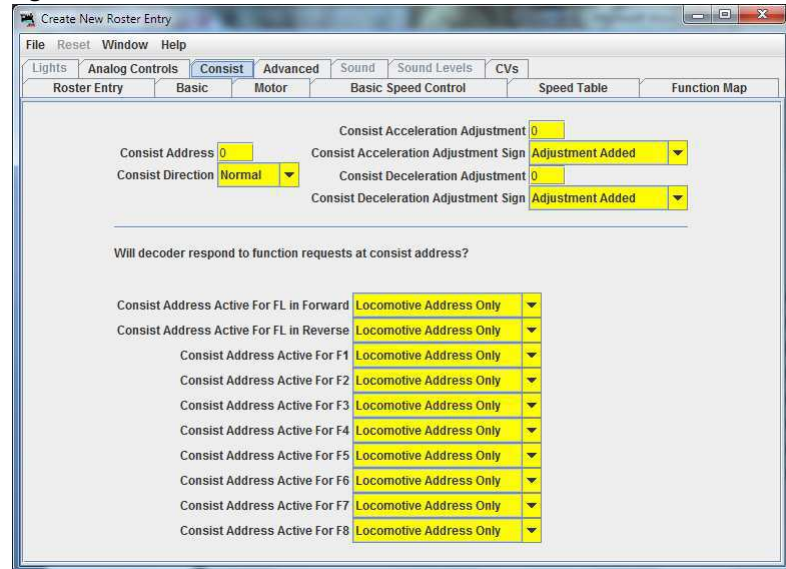 Create New Roster Entry
File Reset Window Help
Lights Analog Controls Consist Advanced Sound Sound Levels CVs
Roster Entry Basic Motor Basic Speed Control Speed Table Function Map
Consist Acceleration Adjustment 0
Consist Address 0 Consist Acceleration Adjustment Sign Adjustment Added
Consist Direction Normal Consist Deceleration Adjustment 0
Consist Deceleration Adjustment Sign Adjustment Added
Will decoder respond to function requests at consist address?
Consist Address Active For FL in Forward Locomotive Address Only
Consist Address Active For FL in Reverse Locomotive Address Only
Consist Address Active For F1 Locomotive Address Only
Consist Address Active For F2 Locomotive Address Only
Consist Address Active For F3 Locomotive Address Only
Consist Address Active For F4 Locomotive Address Only
Consist Address Active For F5 Locomotive Address Only
Consist Address Active For F6 Locomotive Address Only
Consist Address Active For F7 Locomotive Address Only
Consist Address Active For F8 Locomotive Address Only